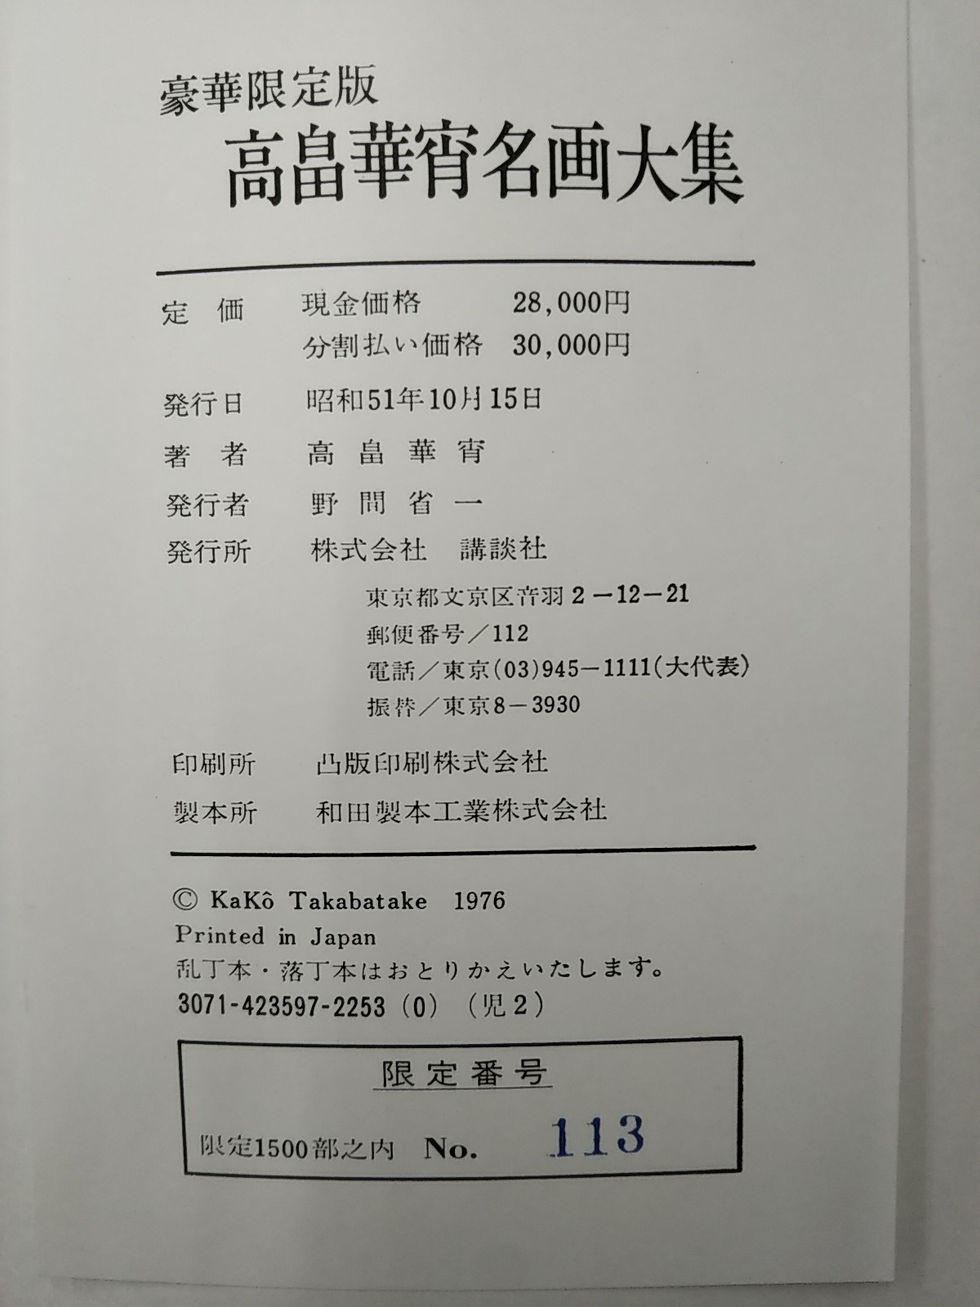 豪華限定版
高畠華宵名画大集
定価 現金価格 28,000円
分割払い価格 30,000円
発行日 昭和51年10月15日
著者 高畠華宵
発行者 野間省一
発行所 株式会社 講談社
東京都文京区音羽2-12-21
郵便番号/112
電話/東京(03)945-1111(大代表)
振替/東京8-3930
印刷所 凸版印刷株式会社
製本所 和田製本工業株式会社
© KaKô Takabatake 1976
Printed in Japan
乱丁本・落丁本はおとりかえいたします。
3071-423597-2253 (0) (児2)
限定番号
限定1500部之内 No. 113